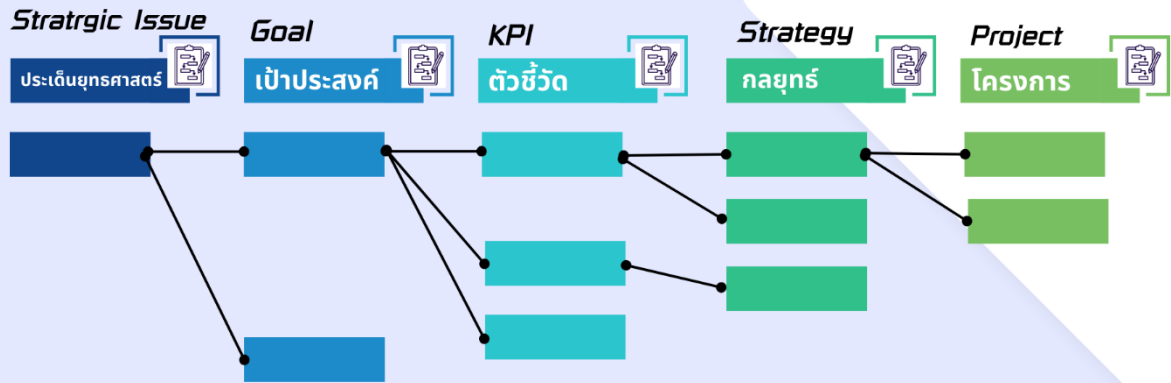 Stratrgic Issue
Goal
KPI
Strategy
Project
ประเด็นยุทธศาสตร์
เป้าประสงค์
ตัวชี้วัด
กลยุทธ์
โครงการ